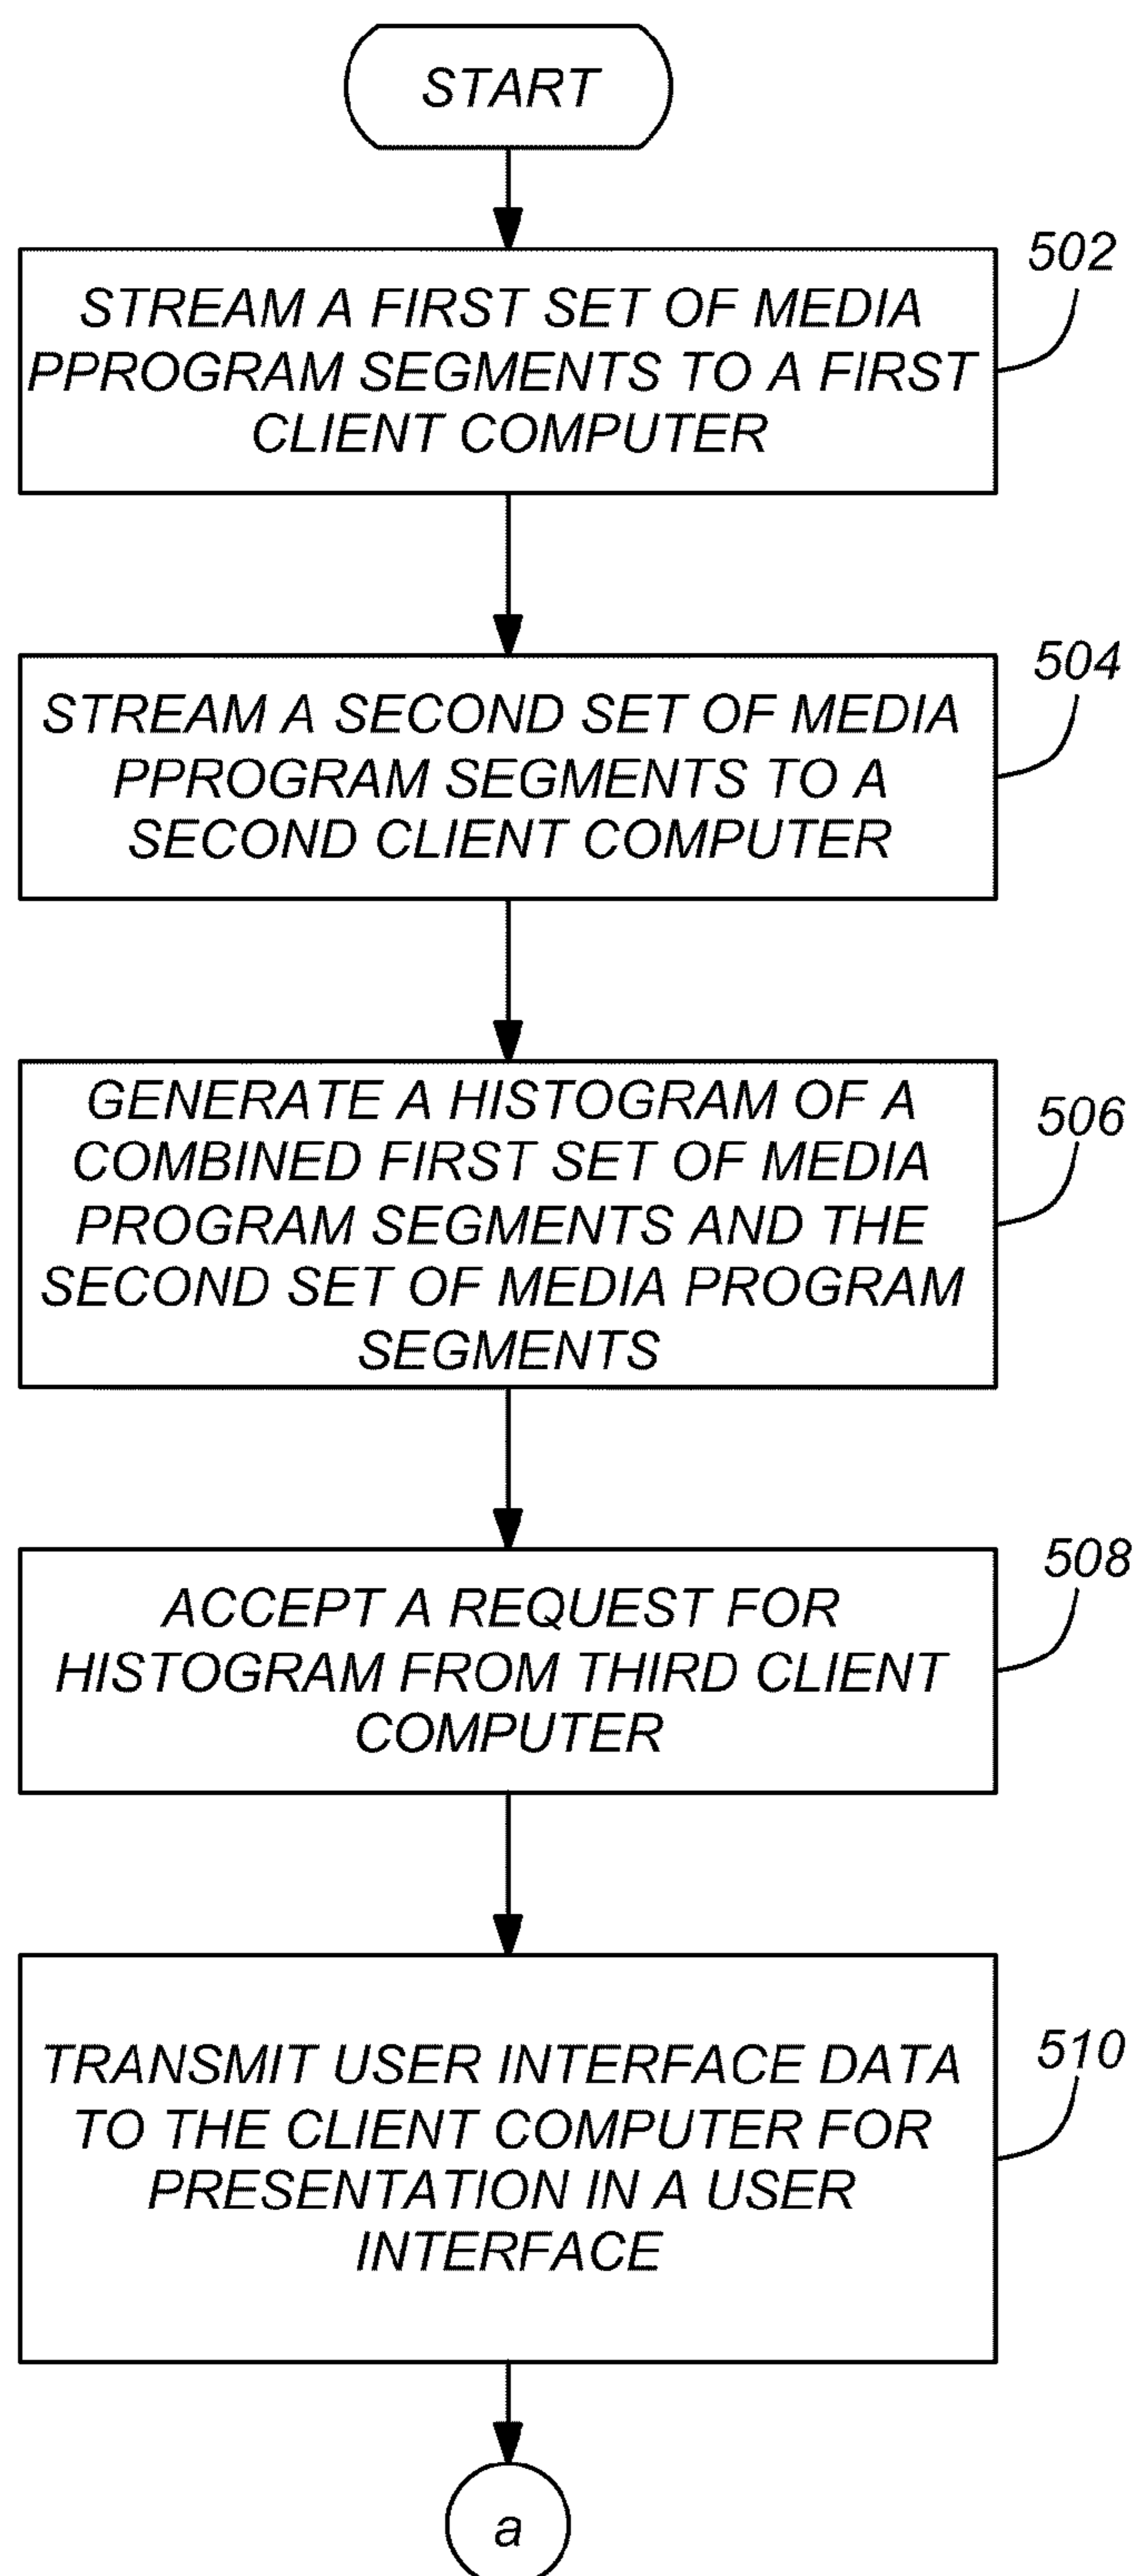 START
502
STREAM A FIRST SET OF MEDIA
PPROGRAM SEGMENTS TO A FIRST
CLIENT COMPUTER
504
STREAM A SECOND SET OF MEDIA
PPROGRAM SEGMENTS TO A
SECOND CLIENT COMPUTER
506
GENERATE A HISTOGRAM OF A
COMBINED FIRST SET OF MEDIA
PROGRAM SEGMENTS AND THE
SECOND SET OF MEDIA PROGRAM
SEGMENTS
508
ACCEPT A REQUEST FOR
HISTOGRAM FROM THIRD CLIENT
COMPUTER
510
TRANSMIT USER INTERFACE DATA
TO THE CLIENT COMPUTER FOR
PRESENTATION IN A USER
INTERFACE
a